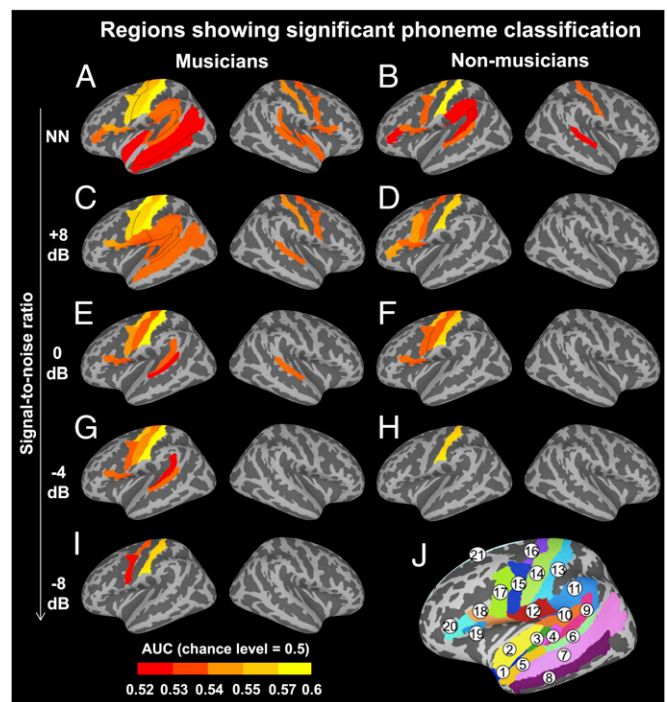 Regions showing significant phoneme classification
Musicians
Non-musicians
Signal-to-noise ratio
A
B
NN
C
D
+8
dB
E
F
0
dB
G
H
-4
dB
I
-8
dB
J
21
16
15
14
13
17
11
18
12
10
9
20
19
3
4
6
2
5
7
1
8
AUC (chance level = 0.5)
0.52 0.53 0.54 0.55 0.57 0.6